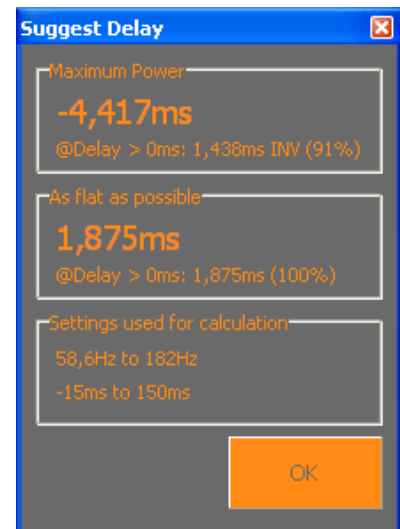 Suggest Delay
Maximum Power
-4,417ms
@Delay > 0ms: 1,438ms INV (91%)
As flat as possible
1,875ms
@Delay > 0ms: 1,875ms (100%)
Settings used for calculation
58,6Hz to 182Hz
-15ms to 150ms
OK